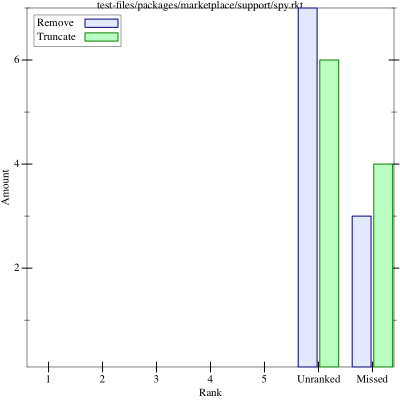 test-files/packages/marketplace/support/spy.rkt
Remove
Truncate
6
4
2
Amount
1 2 3 4 5 Unranked Missed
Rank